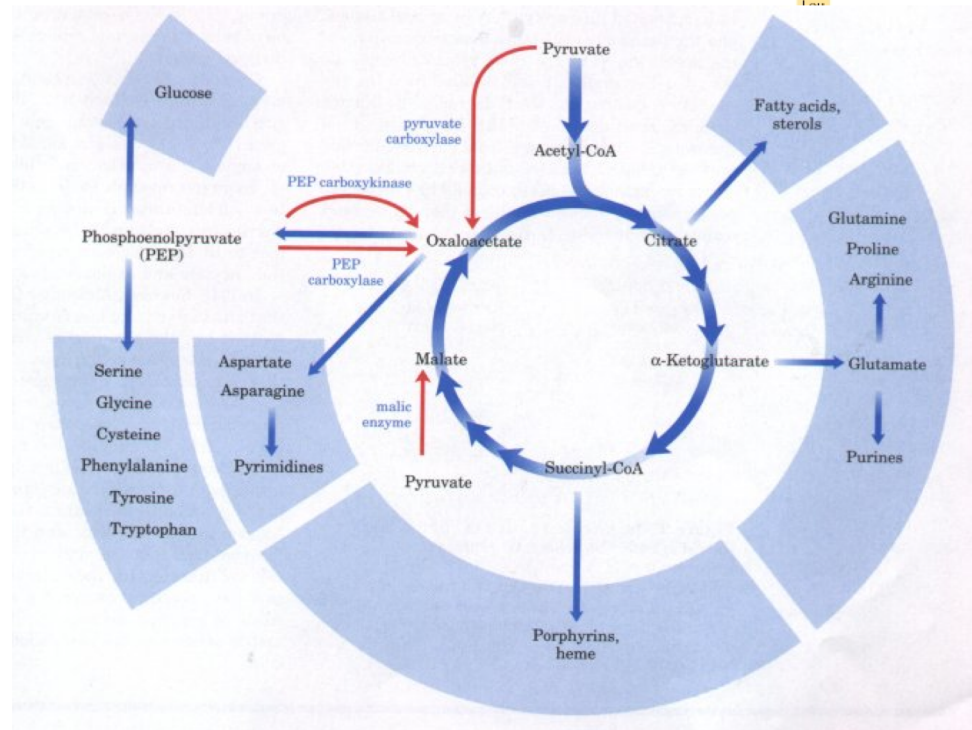 Pyruvate
Glucose
Fatty acids,
sterols
pyruvate
carboxylase
Acetyl-CoA
PEP carboxykinase
Glutamine
Phosphoenolpyruvate
(PEP)
Oxaloacetate
Citrate
Proline
PEP
carboxylase
Arginine
Aspartate
Malate
α-Ketoglutarate
Glutamate
Serine
Asparagine
Glycine
malic
enzyme
Cysteine
Purines
Phenylalanine
Pyrimidines
Succinyl-CoA
Pyruvate
Tyrosine
Tryptophan
Porphyrins,
heme